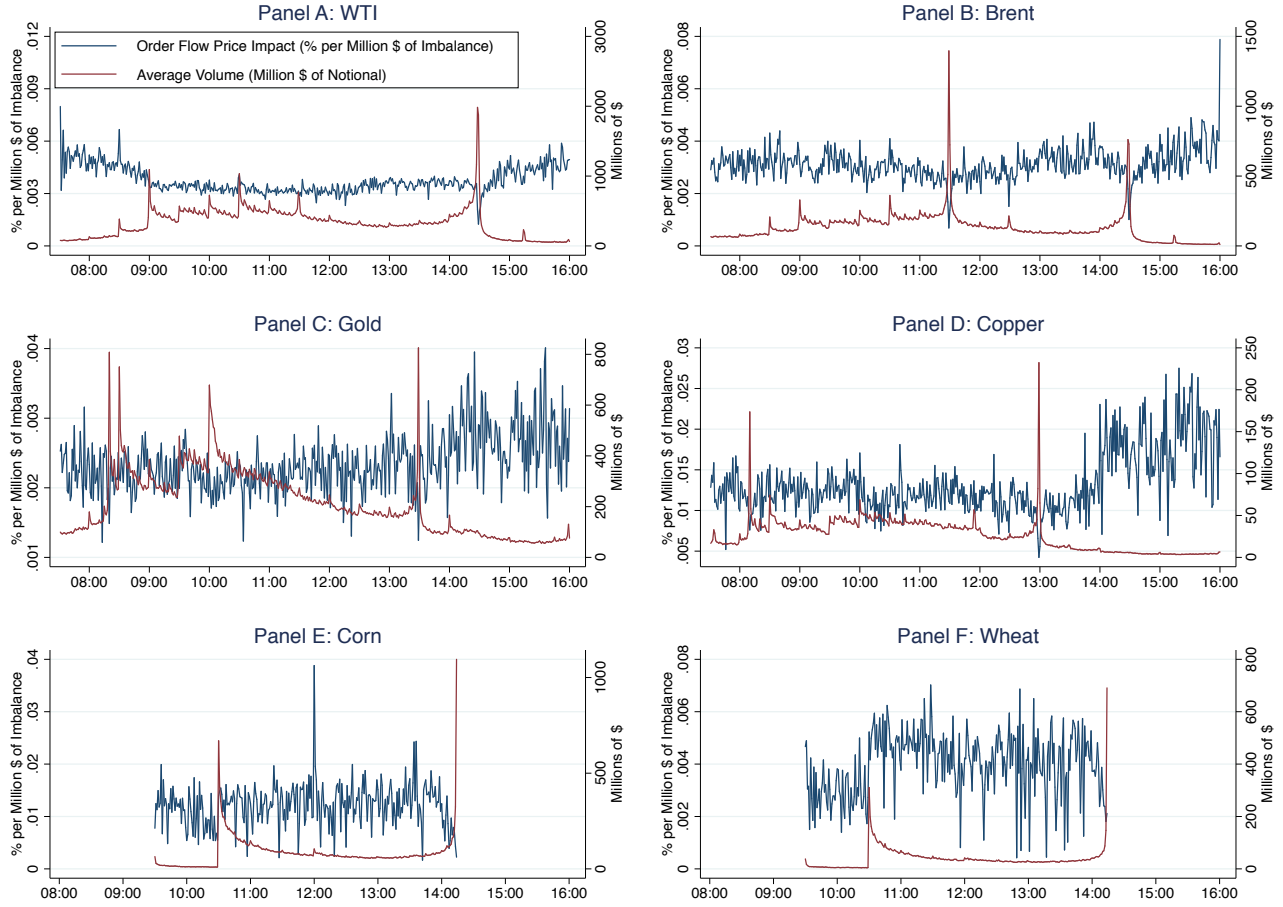 Panel A: WTI
% per Million $ of Imbalance
0 .003 .006 .009 .012
Order Flow Price Impact (% per Million $ of Imbalance)
Average Volume (Million $ of Notional)
0 1000 2000 3000
Millions of $
08:00 09:00 10:00 11:00 12:00 13:00 14:00 15:00 16:00
Panel B: Brent
% per Million $ of Imbalance
0 .002 .004 .006 .008
0 500 1000 1500
Millions of $
08:00 09:00 10:00 11:00 12:00 13:00 14:00 15:00 16:00
Panel C: Gold
% per Million $ of Imbalance
.001 .002 .003 .004
0 200 400 600 800
Millions of $
08:00 09:00 10:00 11:00 12:00 13:00 14:00 15:00 16:00
Panel D: Copper
% per Million $ of Imbalance
.005 .01 .015 .02 .025 .03
0 50 100 150 200 250
Millions of $
08:00 09:00 10:00 11:00 12:00 13:00 14:00 15:00 16:00
Panel E: Corn
% per Million $ of Imbalance
0 .01 .02 .03 .04
0 500 1000
Millions of $
08:00 09:00 10:00 11:00 12:00 13:00 14:00 15:00 16:00
Panel F: Wheat
% per Million $ of Imbalance
0 .002 .004 .006 .008
0 200 400 600 800
Millions of $
08:00 09:00 10:00 11:00 12:00 13:00 14:00 15:00 16:00